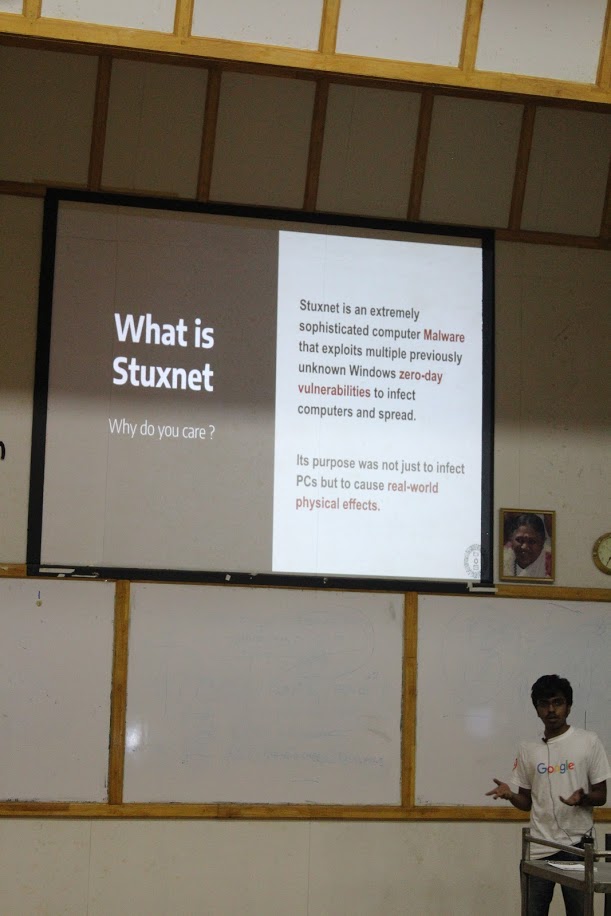 What is
Stuxnet
Why do you care ?
Stuxnet is an extremely
sophisticated computer Malware
that exploits multiple previously
unknown Windows zero-day
vulnerabilities to infect
computers and spread.
Its purpose was not just to infect
PCs but to cause real-world
physical effects.
Google